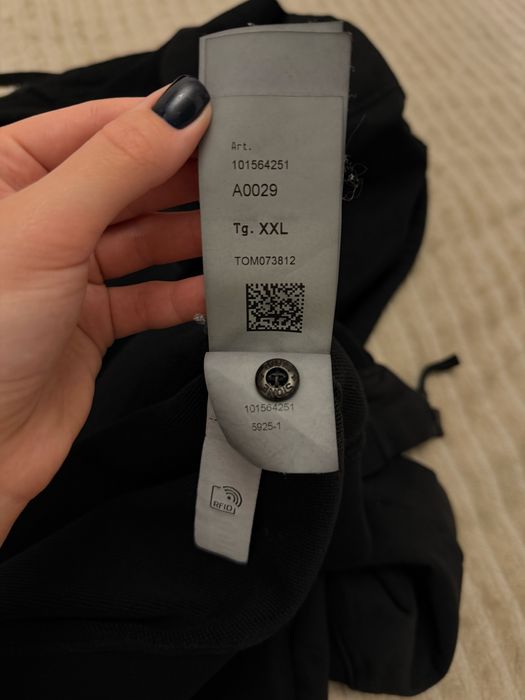 Art.
101564251
A0029
Tg. XXL
TOM073812
101564251
5925-1
RFID